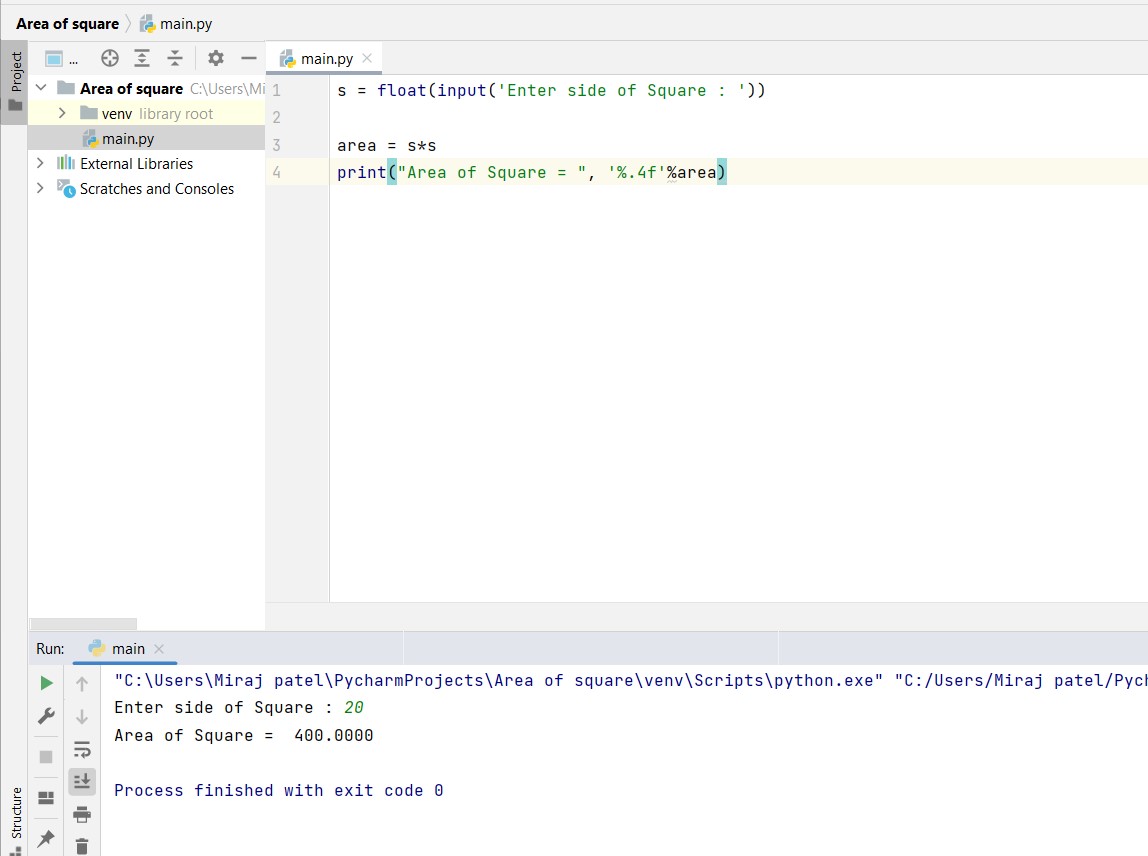 Area of square main.py
Project
...
main.py
Area of square C:\Users\Mi
venv library root
main.py
External Libraries
Scratches and Consoles
1 s = float(input('Enter side of Square : '))
2
3 area = s*s
4 print("Area of Square = ", '%.4f'%area)
Run: main
"C:\Users\Miraj patel\PycharmProjects\Area of square\venv\Scripts\python.exe" "C:/Users/Miraj patel/Pych
Enter side of Square : 20
Area of Square =  400.0000
Process finished with exit code 0
Structure